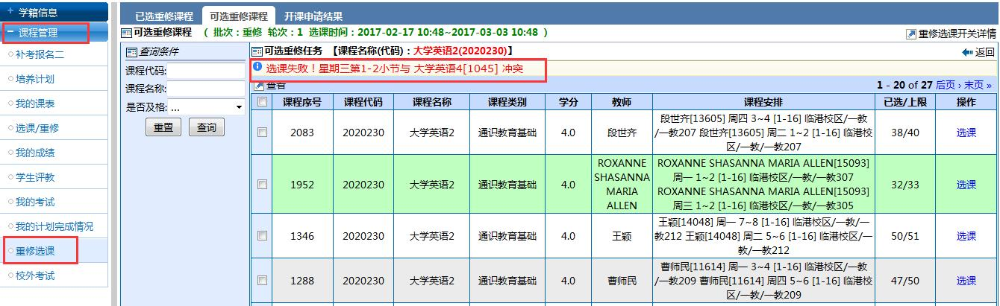 学籍信息
课程管理
补考报名二
培养计划
我的课表
选课/重修
我的成绩
学生评教
我的考试
我的计划完成情况
重修选课
校外考试
已选重修课程 可选重修课程 开课申请结果
可选重修课程 ( 批次：重修 轮次：1 选课时间：2017-02-17 10:48~2017-03-03 10:48 )
重修选课开关详情
查询条件
课程代码:
课程名称:
是否及格: ...
重置 查询
可选重修任务 【课程名称(代码)：大学英语2(2020230)】
返回
选课失败！星期三第1-2小节与 大学英语4[1045] 冲突
查看
1 - 20 of 27 后页 › 末页 »
课程序号 课程代码 课程名称 课程类别 学分 教师 课程安排 已选/上限 操作
2083 2020230 大学英语2 通识教育基础 4.0 段世齐
段世齐[13605] 周四 3~4 [1-16] 临港校区/一教
/一教207 段世齐[13605] 周二 1~2 [1-16] 临港校
区/一教/一教207
38/40 选课
1952 2020230 大学英语2 通识教育基础 4.0
ROXANNE
SHASANNA
MARIA
ALLEN
ROXANNE SHASANNA MARIA ALLEN[15093]
周一 1~2 [1-16] 临港校区/一教/一教307
ROXANNE SHASANNA MARIA ALLEN[15093]
周三 1~2 [1-16] 临港校区/一教/一教305
32/33 选课
1346 2020230 大学英语2 通识教育基础 4.0 王颖
王颖[14048] 周一 7~8 [1-16] 临港校区/一教/一
教212 王颖[14048] 周二 5~6 [1-16] 临港校区/一
教/一教212
50/51 选课
1288 2020230 大学英语2 通识教育基础 4.0 曹师民
曹师民[11614] 周一 3~4 [1-16] 临港校区/一教
/一教209 曹师民[11614] 周四 5~6 [1-16] 临港校
区/一教/一教209
47/50 选课